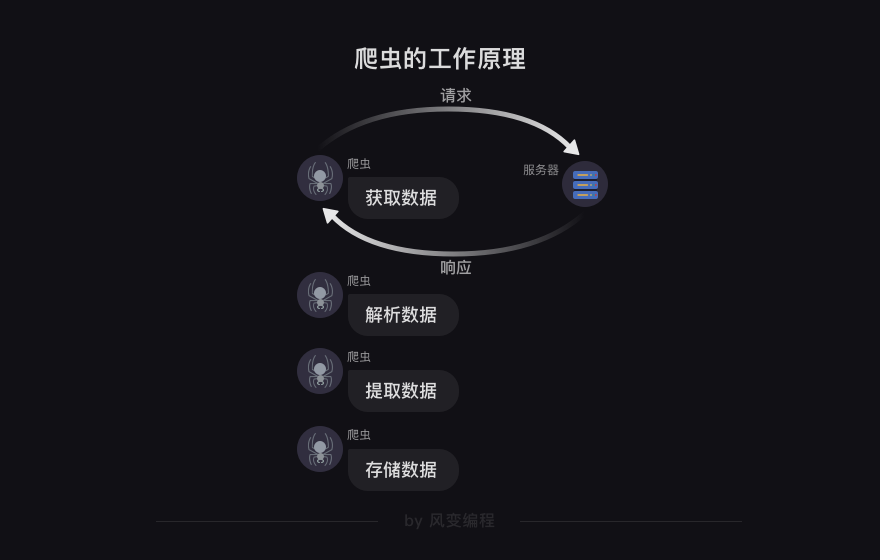 爬虫的工作原理
请求
爬虫
服务器
获取数据
响应
爬虫
解析数据
爬虫
提取数据
爬虫
存储数据
by 风变编程